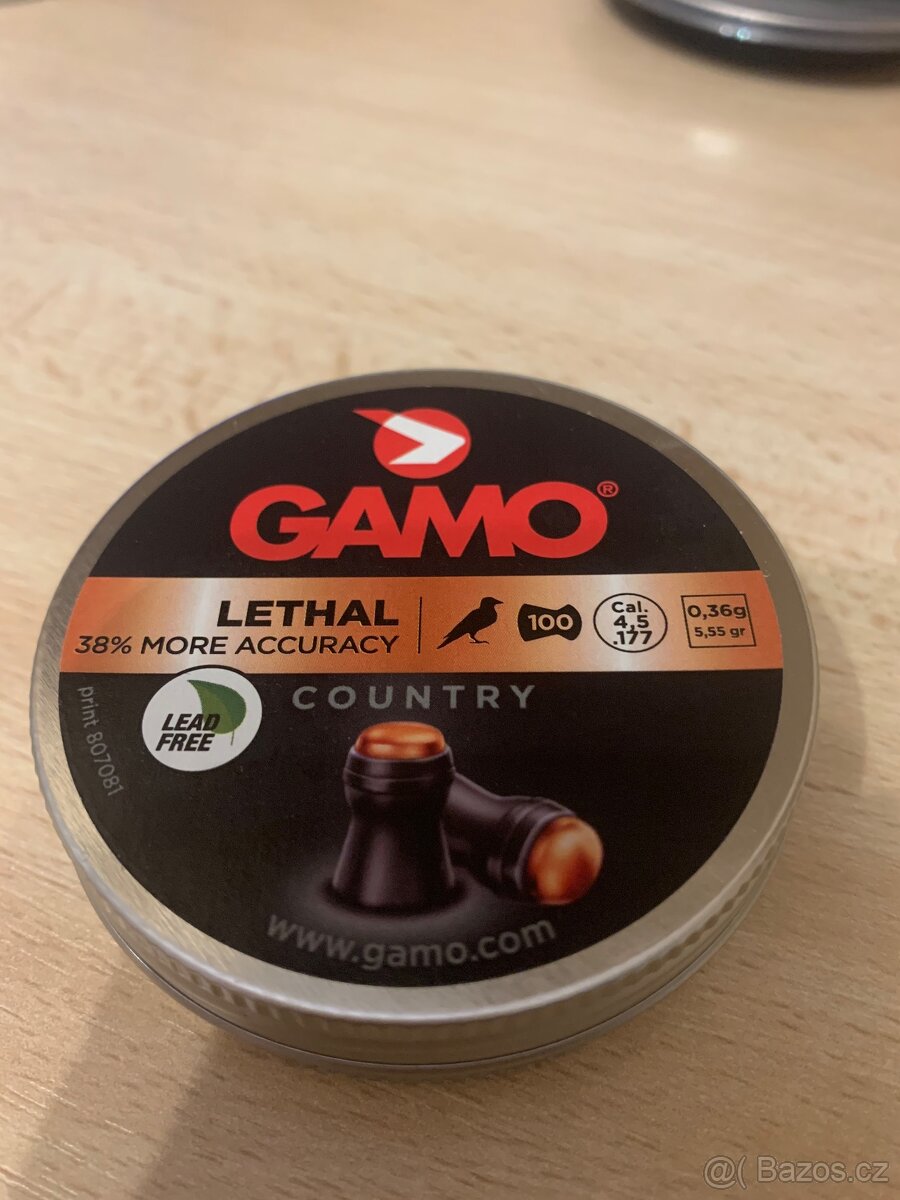 GAMO®
LETHAL
38% MORE ACCURACY
100
Cal.
4,5
.177
0,36g
5,55 gr
COUNTRY
LEAD
FREE
print 807081
www.gamo.com
@( Bazos.cz